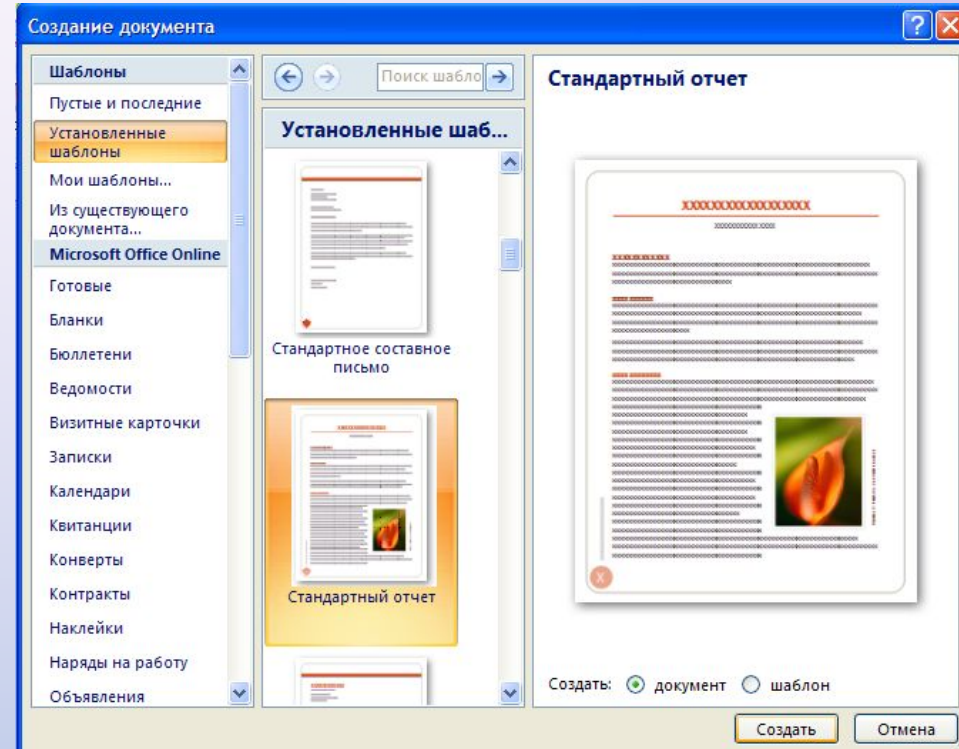 Создание документа
Шаблоны
Пустые и последние
Установленные
шаблоны
Мои шаблоны...
Из существующего
документа...
Microsoft Office Online
Готовые
Бланки
Бюллетени
Ведомости
Визитные карточки
Записки
Календари
Квитанции
Конверты
Контракты
Наклейки
Наряды на работу
Объявления
Поиск шабло
Установленные шаб...
Стандартное составное
письмо
Стандартный отчет
Стандартный отчет
XXXXXXXXXXXXXXXXXX
X
Создать: документ шаблон
Создать Отмена